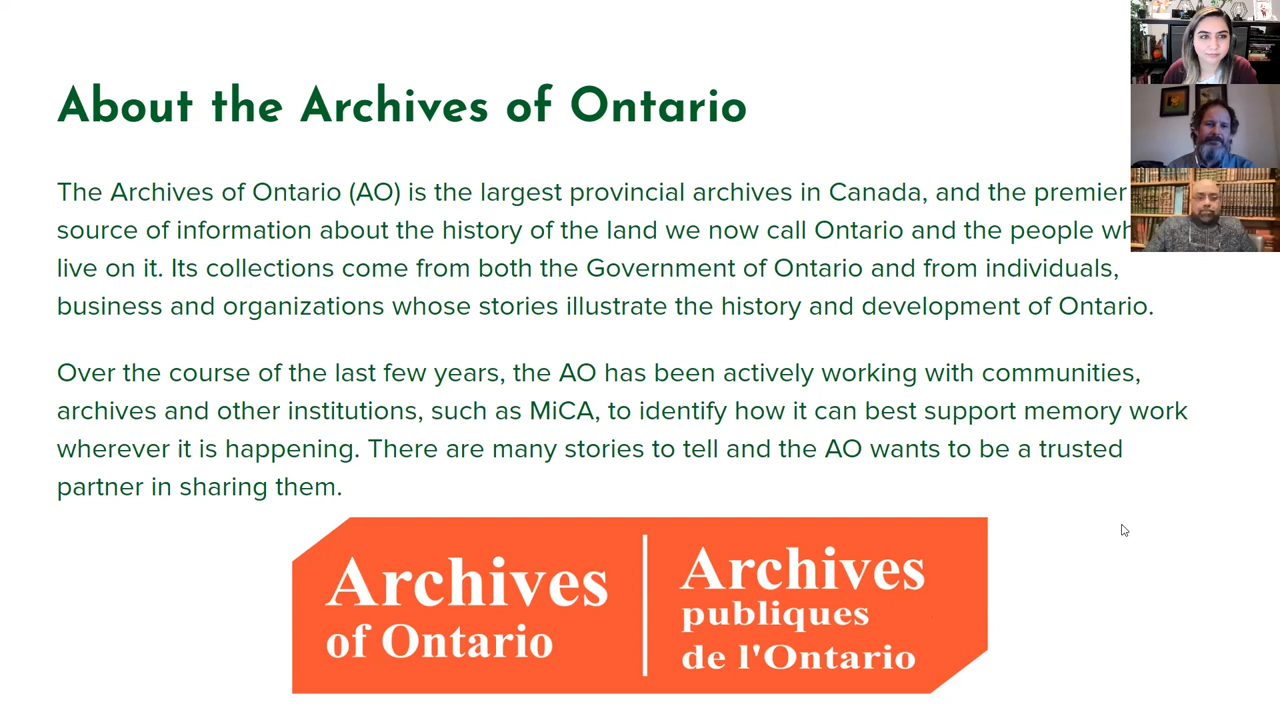 About the Archives of Ontario
The Archives of Ontario (AO) is the largest provincial archives in Canada, and the premier
source of information about the history of the land we now call Ontario and the people
live on it. Its collections come from both the Government of Ontario and from individuals,
business and organizations whose stories illustrate the history and development of Ontario.
Over the course of the last few years, the AO has been actively working with communities,
archives and other institutions, such as MiCA, to identify how it can best support memory work
wherever it is happening. There are many stories to tell and the AO wants to be a trusted
partner in sharing them.
Archives
of Ontario
Archives
publiques
de l'Ontario